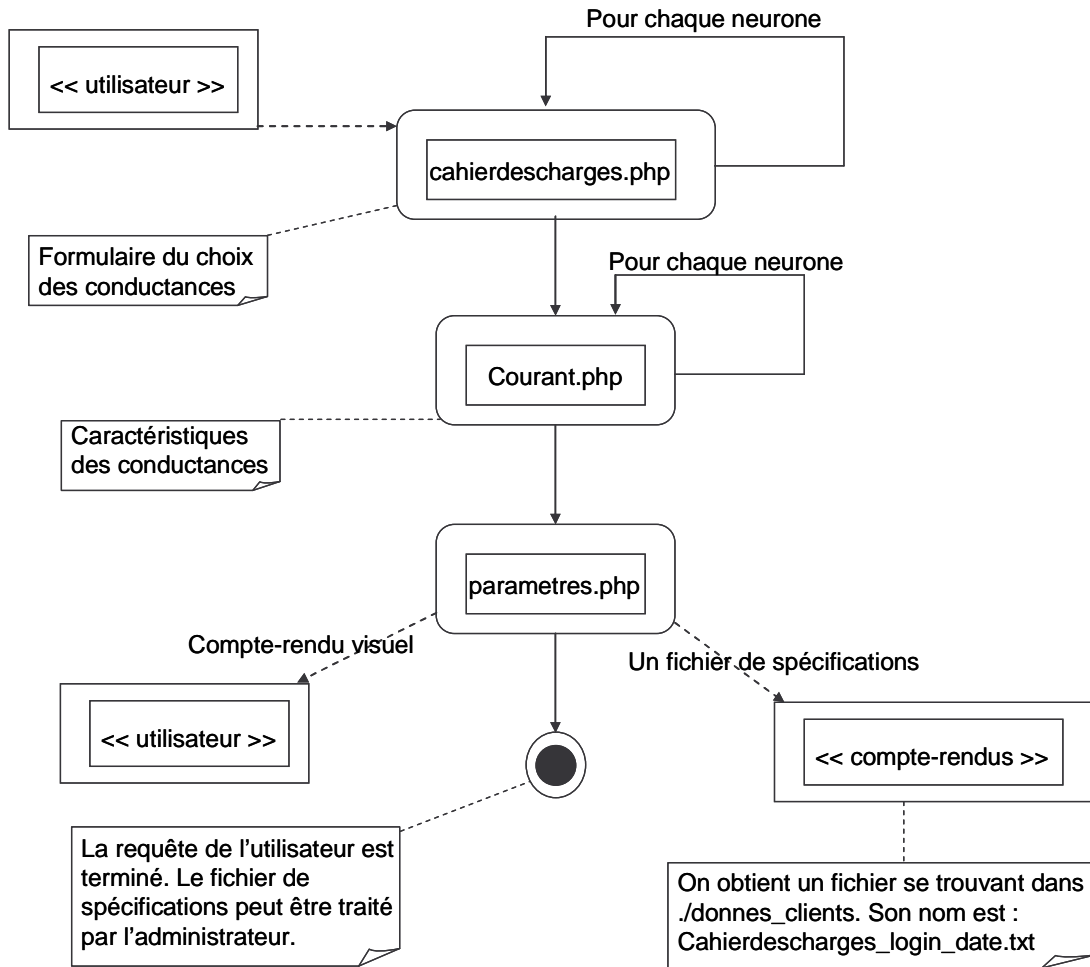 Pour chaque neurone
<< utilisateur >>
cahierdescharges.php
Formulaire du choix
des conductances
Pour chaque neurone
Courant.php
Caractéristiques
des conductances
parametres.php
Compte-rendu visuel
Un fichier de spécifications
<< utilisateur >>
<< compte-rendus >>
La requête de l'utilisateur est
terminé. Le fichier de
spécifications peut être traité
par l'administrateur.
On obtient un fichier se trouvant dans
./donnes_clients. Son nom est :
Cahierdescharges_login_date.txt